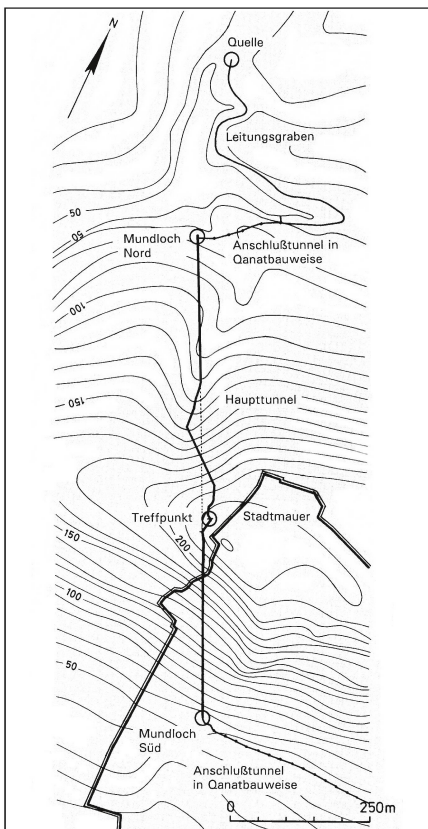 N
Quelle
Leitungsgraben
50
50
Mundloch
Nord
Anschlußtunnel in
Qanatbauweise
100
150
Haupttunnel
Treffpunkt
Stadtmauer
200
150
100
50
Mundloch
Süd
Anschlußtunnel
in Qanatbauweise
0 250m